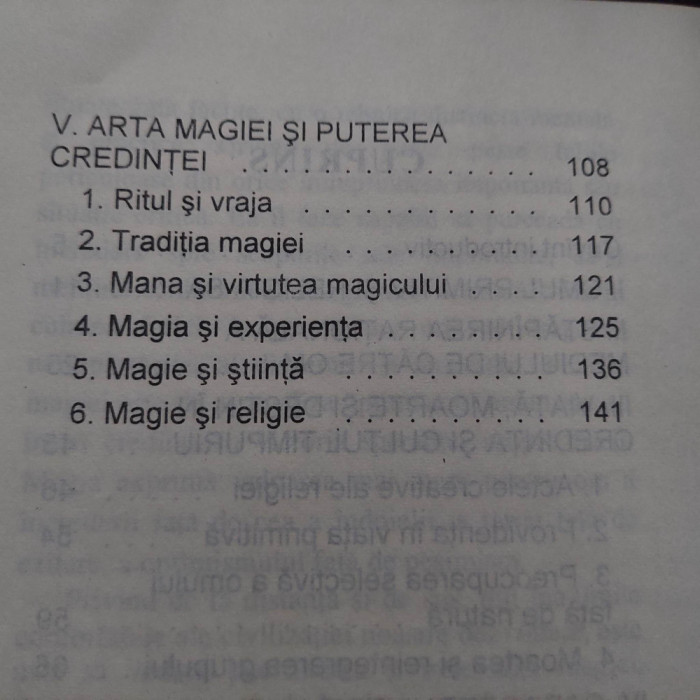 V. ARTA MAGIEI ŞI PUTEREA
CREDINŢEI . . . . . . . . . . . . . . 108
1. Ritul şi vraja . . . . . . . . . . . . 110
2. Tradiţia magiei . . . . . . . . . . 117
3. Mana şi virtutea magicului . . . . 121
4. Magia şi experienţa . . . . . . . . 125
5. Magie şi ştiinţă . . . . . . . . . . 136
6. Magie şi religie . . . . . . . . . . 141